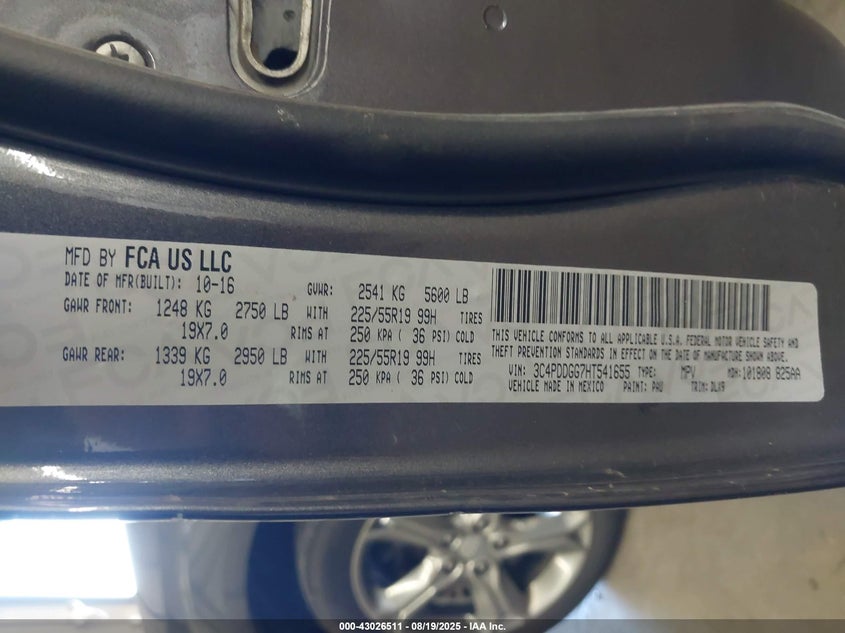 MFD BY FCA US LLC
DATE OF MFR(BUILT): 10-16 GVWR: 2541 KG 5600 LB
GAWR FRONT: 1248 KG 2750 LB WITH 225/55R19 99H TIRES
19X7.0 RIMS AT 250 KPA ( 36 PSI) COLD
GAWR REAR: 1339 KG 2950 LB WITH 225/55R19 99H TIRES
19X7.0 RIMS AT 250 KPA ( 36 PSI) COLD
THIS VEHICLE CONFORMS TO ALL APPLICABLE U.S.A. FEDERAL MOTOR VEHICLE SAFETY AND
THEFT PREVENTION STANDARDS IN EFFECT ON THE DATE OF MANUFACTURE SHOWN ABOVE.
VIN: 3C4PDDGG7HT541655 TYPE: MPV MDH: 101809 825AA
VEHICLE MADE IN MEXICO PAINT: PAU TRIM: DLX9
000-43026511 - 08/19/2025 - IAA Inc.